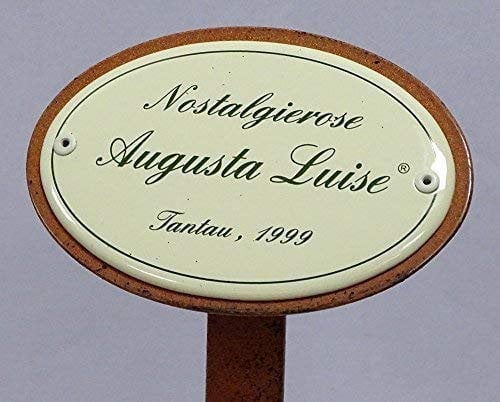 Nostalgierose
Augusta Luise®
Tantau, 1999